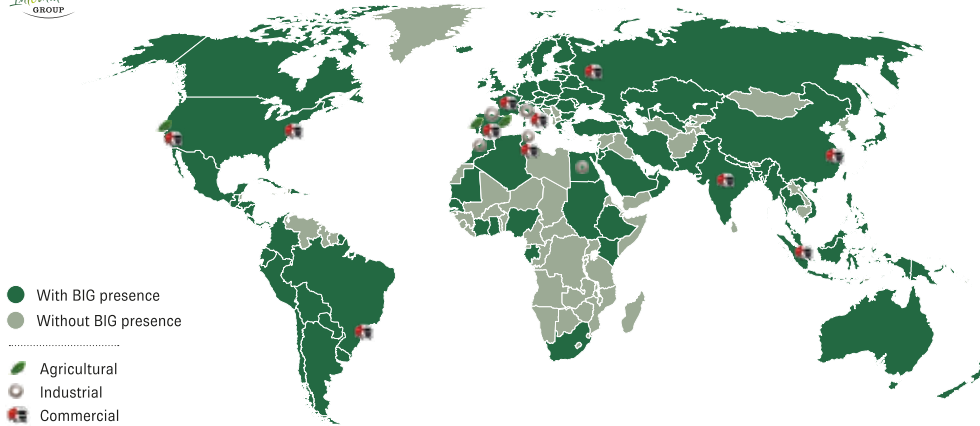 GROUP
With BIG presence
Without BIG presence
Agricultural
Industrial
Commercial